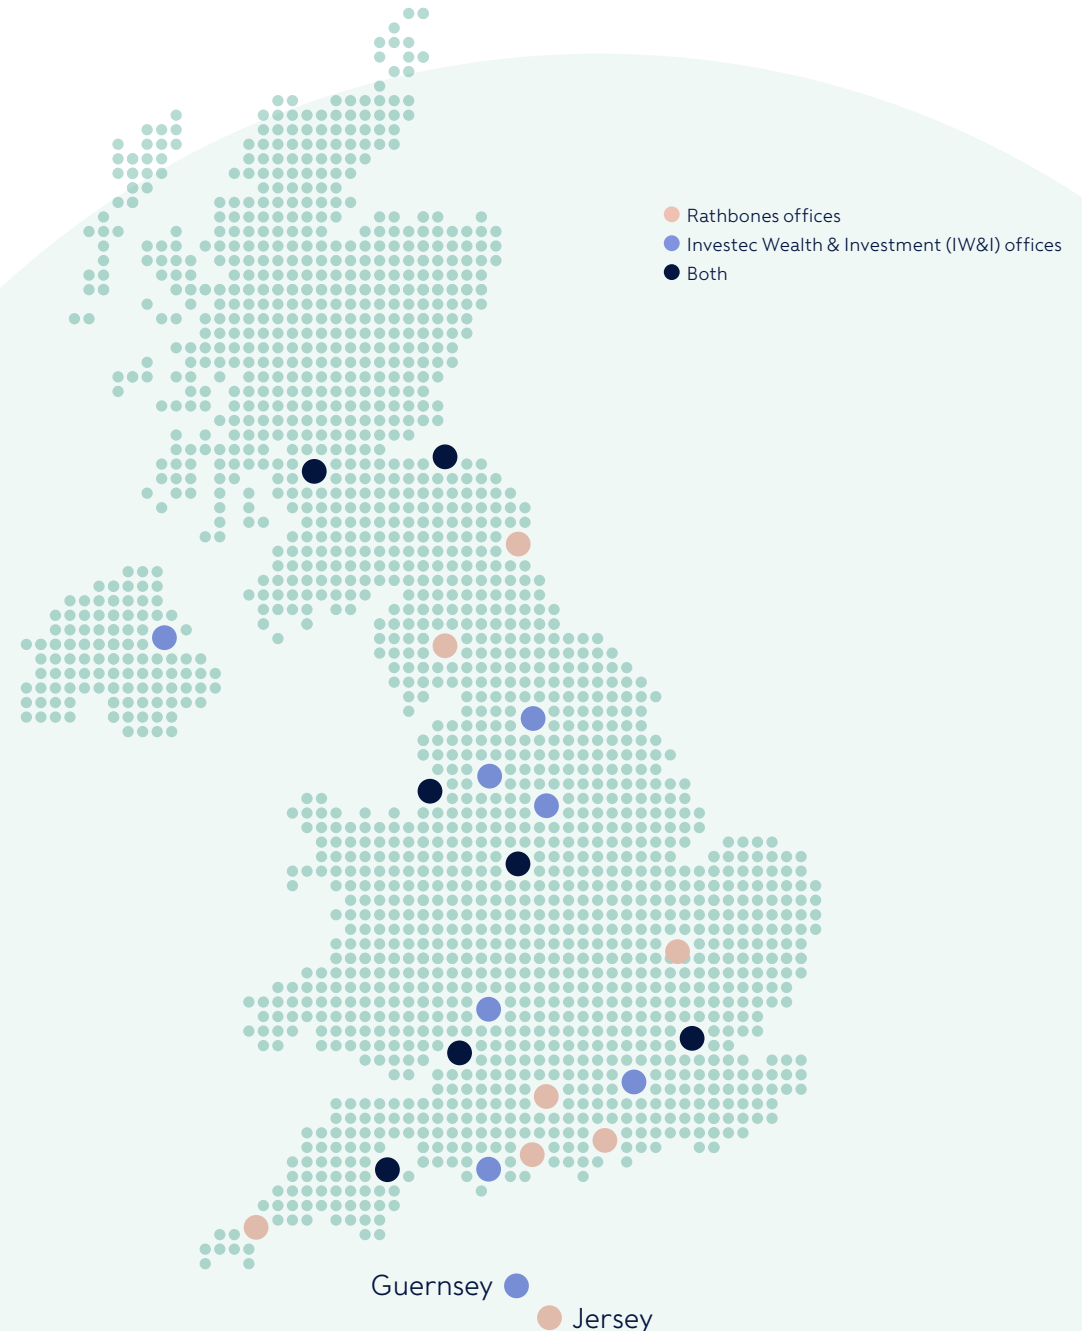 Rathbones offices
Investec Wealth & Investment (IW&I) offices
Both
Guernsey
Jersey